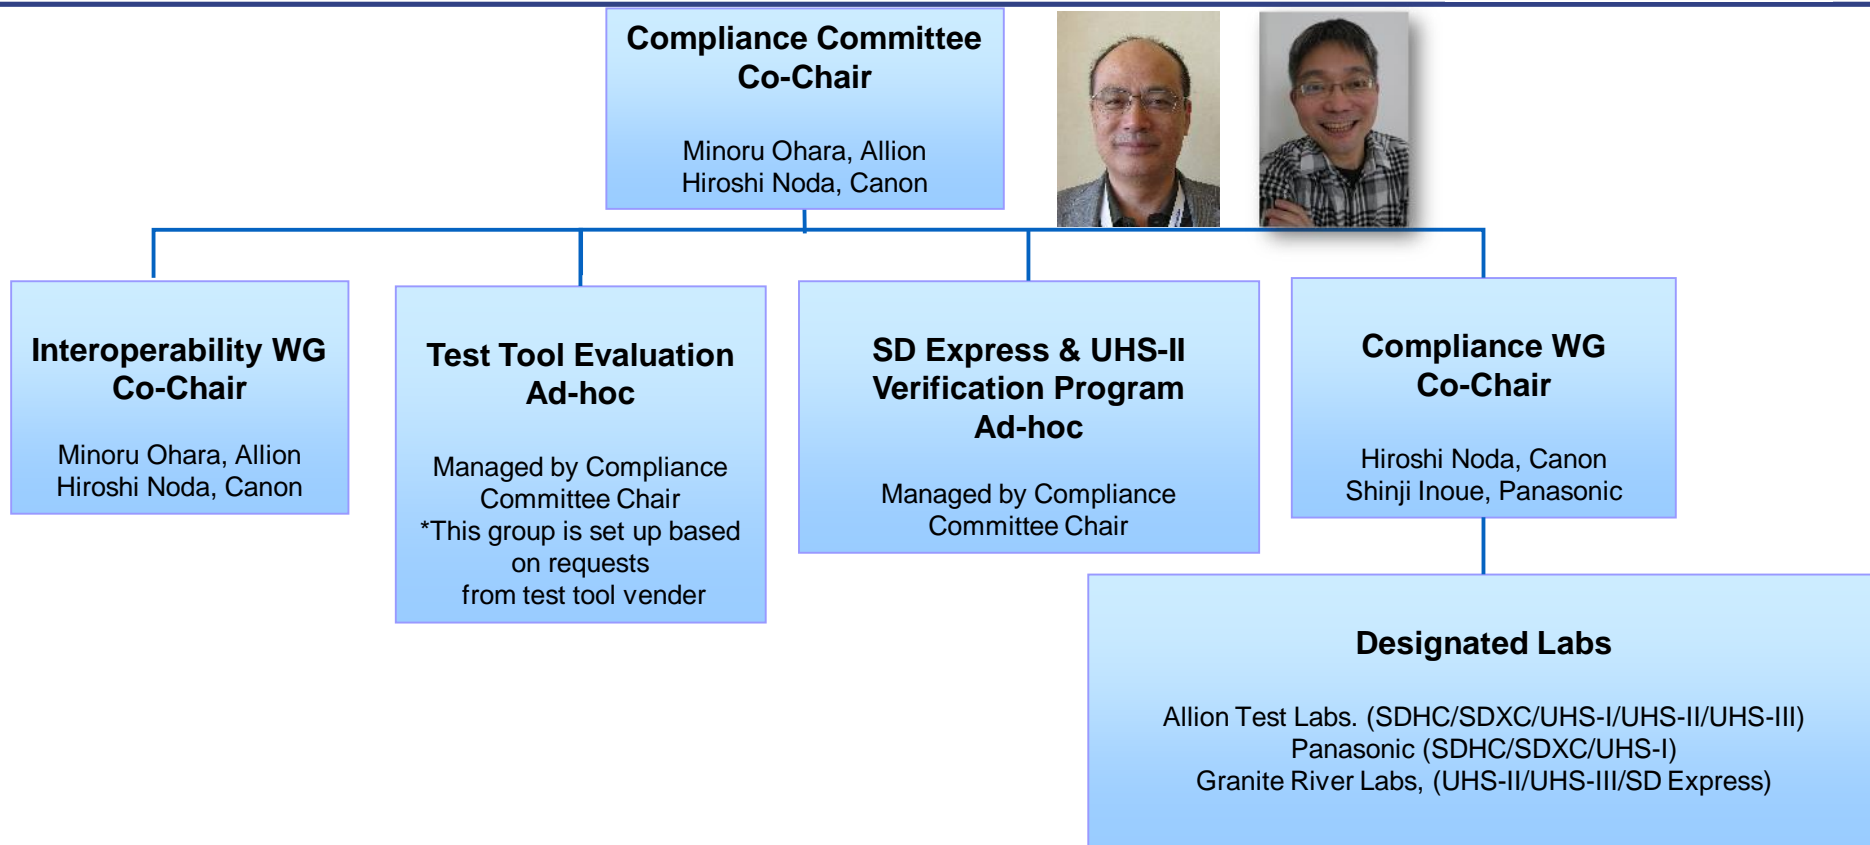 Compliance Committee
Co-Chair
Minoru Ohara, Allion
Hiroshi Noda, Canon
Interoperability WG
Co-Chair
Minoru Ohara, Allion
Hiroshi Noda, Canon
Test Tool Evaluation
Ad-hoc
Managed by Compliance
Committee Chair
*This group is set up based
on requests
from test tool vender
SD Express & UHS-II
Verification Program
Ad-hoc
Managed by Compliance
Committee Chair
Compliance WG
Co-Chair
Hiroshi Noda, Canon
Shinji Inoue, Panasonic
Designated Labs
Allion Test Labs. (SDHC/SDXC/UHS-I/UHS-II/UHS-III)
Panasonic (SDHC/SDXC/UHS-I)
Granite River Labs, (UHS-II/UHS-III/SD Express)